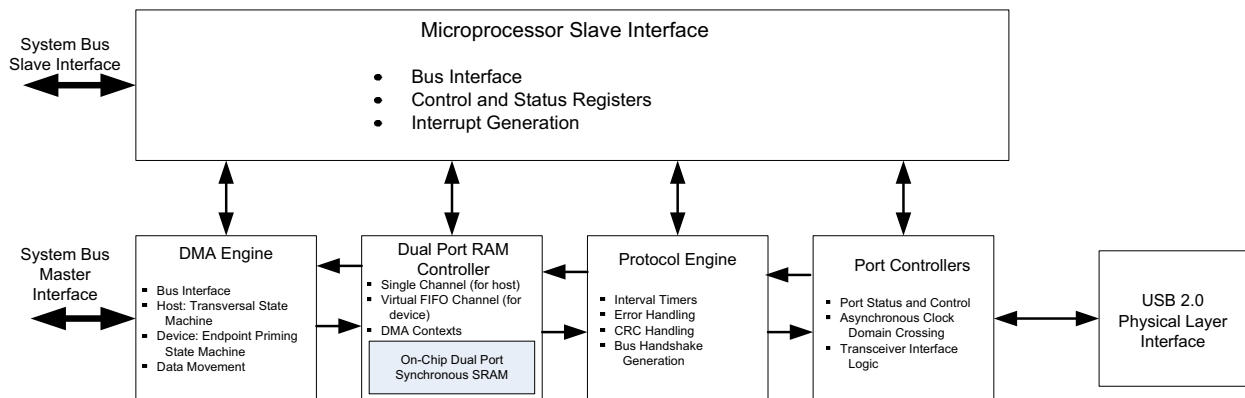 Microprocessor Slave Interface
System Bus
Slave Interface
• Bus Interface
• Control and Status Registers
• Interrupt Generation
System Bus
Master
Interface
DMA Engine
▪ Bus Interface
▪ Host: Transversal State
Machine
▪ Device: Endpoint Priming
State Machine
▪ Data Movement
Dual Port RAM
Controller
▪ Single Channel (for host)
▪ Virtual FIFO Channel (for
device)
▪ DMA Contexts
On-Chip Dual Port
Synchronous SRAM
Protocol Engine
▪ Interval Timers
▪ Error Handling
▪ CRC Handling
▪ Bus Handshake
Generation
Port Controllers
▪ Port Status and Control
▪ Asynchronous Clock
Domain Crossing
▪ Transceiver Interface
Logic
USB 2.0
Physical Layer
Interface